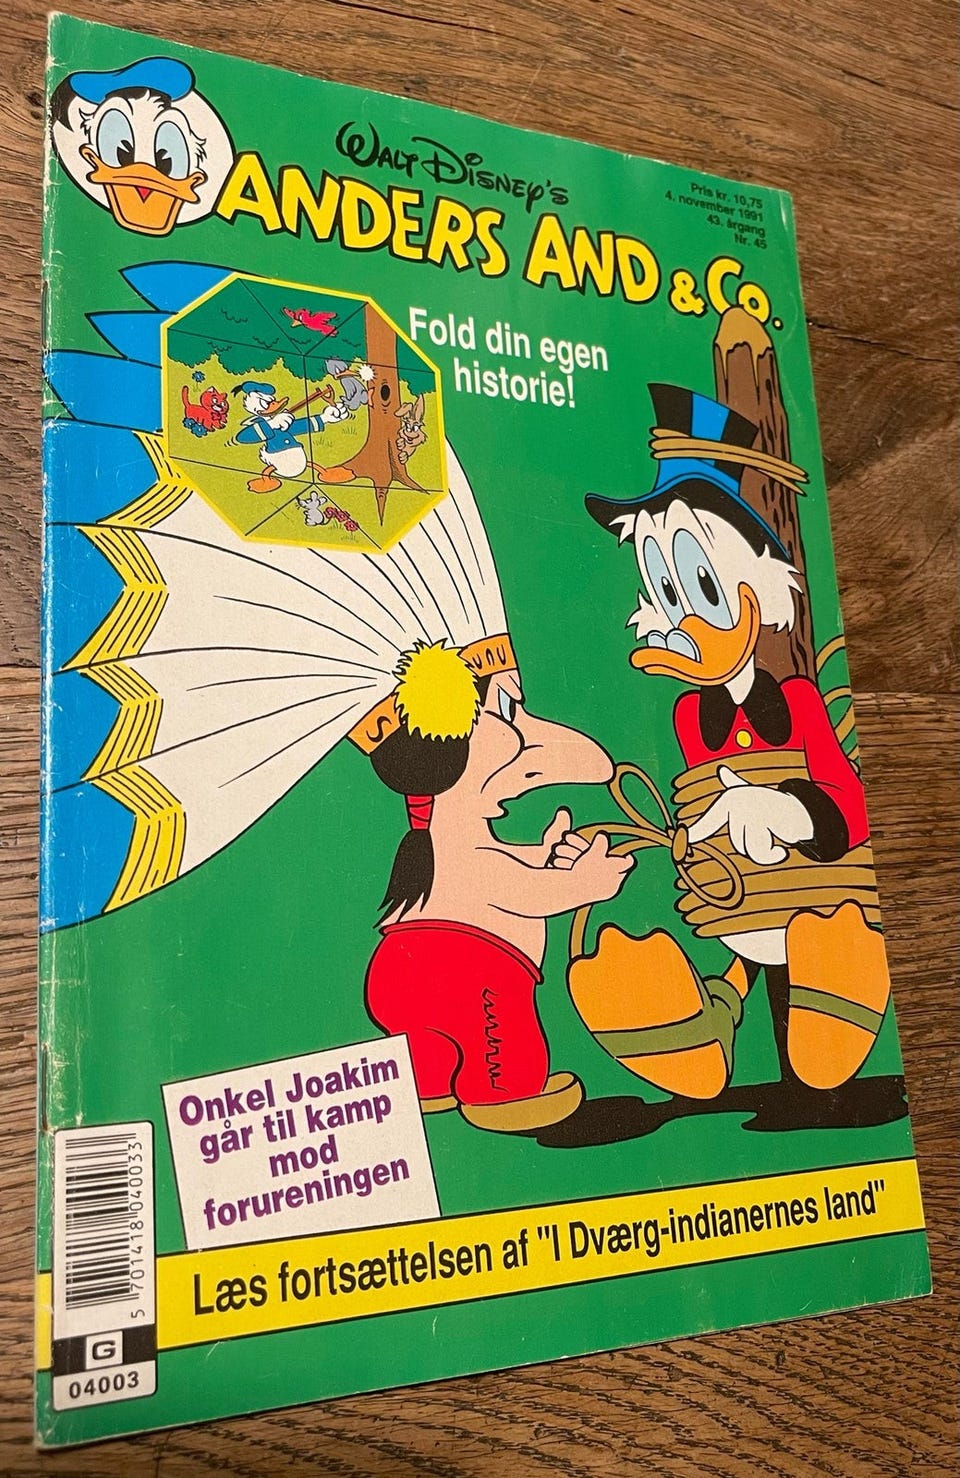 WALT DISNEY'S
ANDERS AND & Co.
Pris kr. 10,75
4. november 1991
43. årgang
Nr. 45
Fold din egen
historie!
Onkel Joakim
går til kamp
mod
forureningen
Læs fortsættelsen af "I Dværg-indianernes land"
5 701418 040033
G
04003